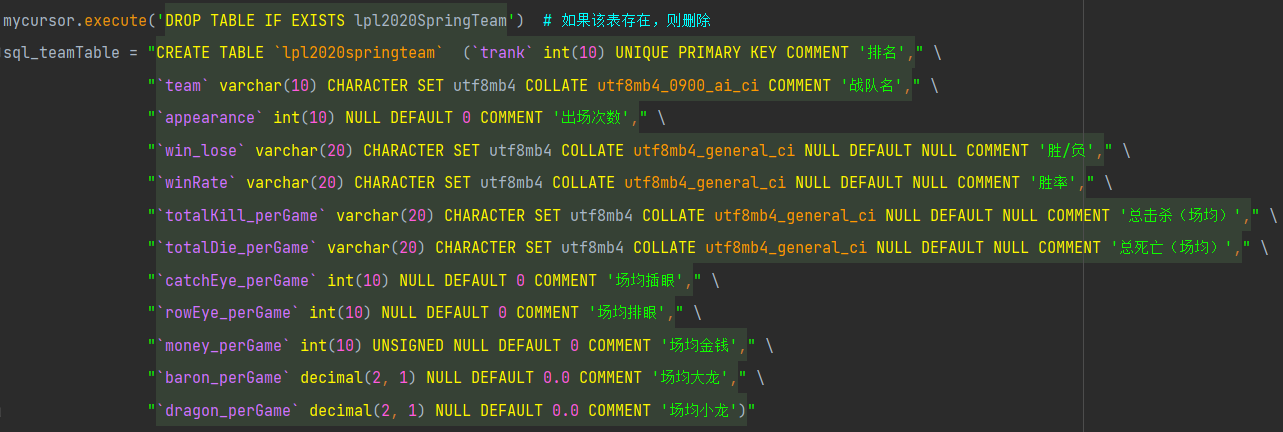 mycursor.execute('DROP TABLE IF EXISTS lpl2020SpringTeam')  # 如果该表存在，则删除
sql_teamTable = "CREATE TABLE `lpl2020springteam`  (`trank` int(10) UNIQUE PRIMARY KEY COMMENT '排名'," \
"`team` varchar(10) CHARACTER SET utf8mb4 COLLATE utf8mb4_0900_ai_ci COMMENT '战队名'," \
"`appearance` int(10) NULL DEFAULT 0 COMMENT '出场次数'," \
"`win_lose` varchar(20) CHARACTER SET utf8mb4 COLLATE utf8mb4_general_ci NULL DEFAULT NULL COMMENT '胜/负'," \
"`winRate` varchar(20) CHARACTER SET utf8mb4 COLLATE utf8mb4_general_ci NULL DEFAULT NULL COMMENT '胜率'," \
"`totalKill_perGame` varchar(20) CHARACTER SET utf8mb4 COLLATE utf8mb4_general_ci NULL DEFAULT NULL COMMENT '总击杀（场均）'," \
"`totalDie_perGame` varchar(20) CHARACTER SET utf8mb4 COLLATE utf8mb4_general_ci NULL DEFAULT NULL COMMENT '总死亡（场均）'," \
"`catchEye_perGame` int(10) NULL DEFAULT 0 COMMENT '场均插眼'," \
"`rowEye_perGame` int(10) NULL DEFAULT 0 COMMENT '场均排眼'," \
"`money_perGame` int(10) UNSIGNED NULL DEFAULT 0 COMMENT '场均金钱'," \
"`baron_perGame` decimal(2, 1) NULL DEFAULT 0.0 COMMENT '场均大龙'," \
"`dragon_perGame` decimal(2, 1) NULL DEFAULT 0.0 COMMENT '场均小龙')"